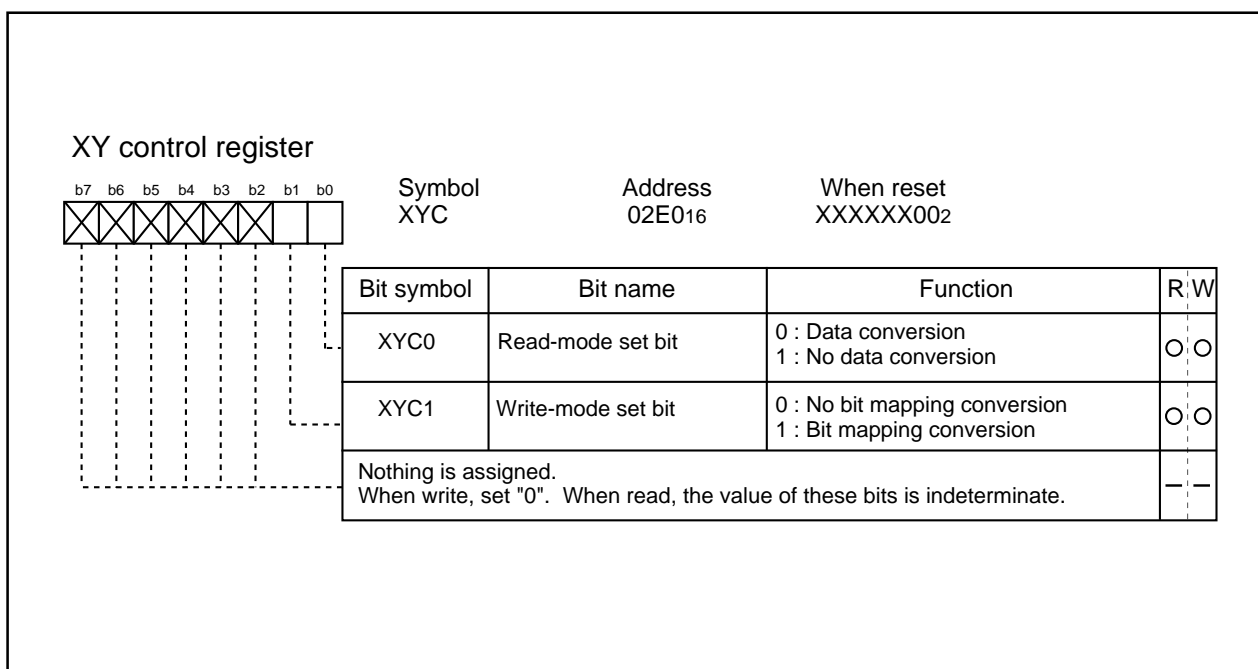 XY control register
b7 b6 b5 b4 b3 b2 b1 b0
Symbol Address When reset
XYC 02E016 XXXXXX002
Bit symbol Bit name Function R W
XYC0 Read-mode set bit 0 : Data conversion
1 : No data conversion
XYC1 Write-mode set bit 0 : No bit mapping conversion
1 : Bit mapping conversion
Nothing is assigned.
When write, set "0". When read, the value of these bits is indeterminate.